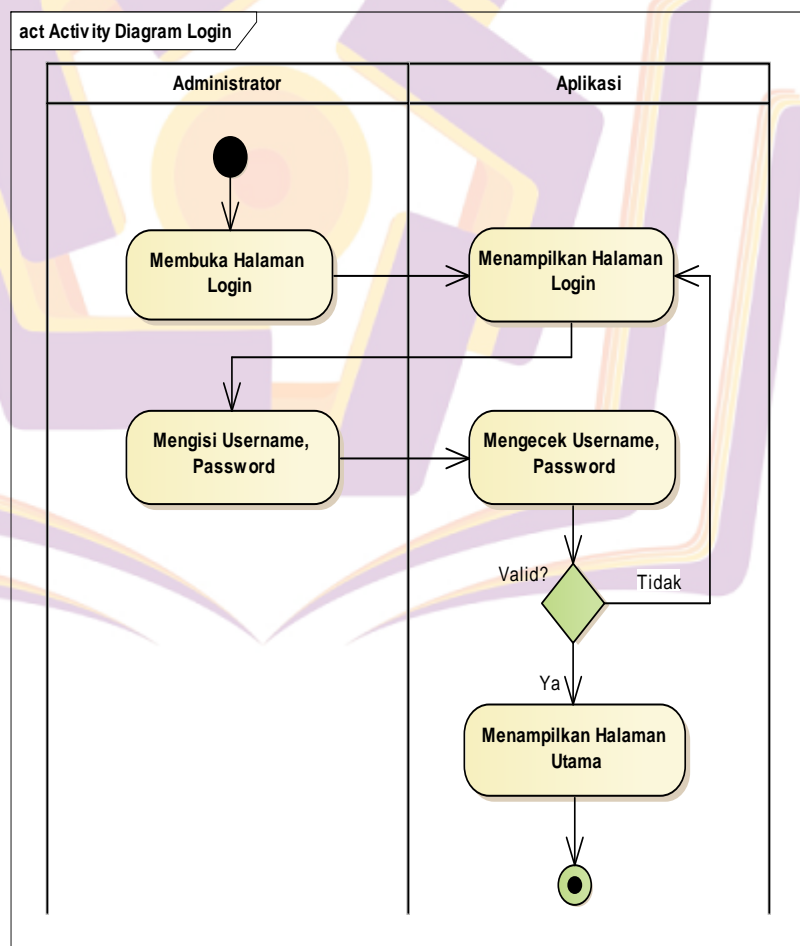 act Activity Diagram Login
Administrator
Aplikasi
Membuka Halaman
Login
Menampilkan Halaman
Login
Mengisi Username,
Password
Mengecek Username,
Password
Valid?
Tidak
Ya
Menampilkan Halaman
Utama